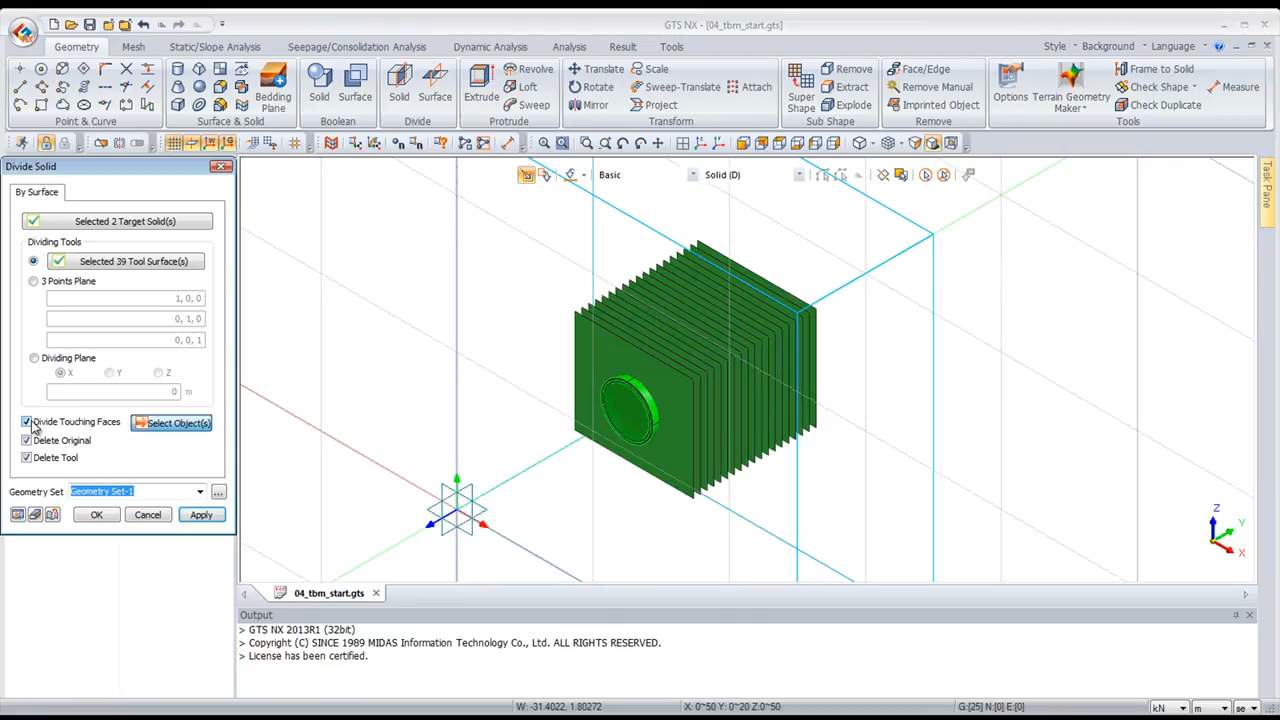 GTS NX - [04_tbm_start.gts]
Geometry Mesh Static/Slope Analysis Seepage/Consolidation Analysis Dynamic Analysis Analysis Result Tools Style Background Language
Revolve Translate Scale Remove Extract Explode Face/Edge Frame to Solid
Loft Rotate Sweep-Translate Attach Remove Manual Check Shape Measure
Solid Surface Bedding Plane Solid Surface Extrude Sweep Mirror Project Super Shape Imprinted Object Options Terrain Geometry Maker Check Duplicate
Point & Curve Surface & Solid Boolean Divide Protrude Transform Sub Shape Remove Tools
Divide Solid
By Surface
Basic Solid (D)
Task Pane
Selected 2 Target Solid(s)
Dividing Tools
Selected 39 Tool Surface(s)
3 Points Plane
1, 0, 0
0, 1, 0
0, 0, 1
Dividing Plane
X Y Z
0 m
Divide Touching Faces Select Object(s)
Delete Original
Delete Tool
Geometry Set Geometry Set-1 ...
OK Cancel Apply
Z
Y
X
04_tbm_start.gts
Output
> GTS NX 2013R1 (32bit)
> Copyright (C) SINCE 1989 MIDAS Information Technology Co., Ltd. ALL RIGHTS RESERVED.
> License has been certified.
W: -31.4022, 1.80272 X: 0~50 Y: 0~20 Z:0~50 G:[25] N:[0] E:[0] kN m se